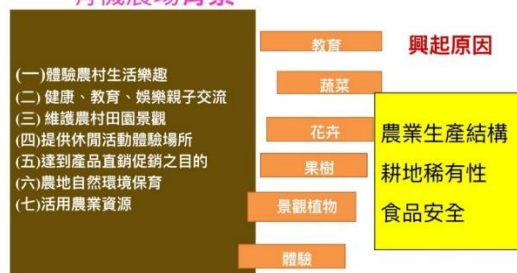 有機農場背景
(一)體驗農村生活樂趣
(二) 健康、教育、娛樂親子交流
(三) 維護農村田園景觀
(四)提供休閒活動體驗場所
(五)達到產品直銷促銷之目的
(六)農地自然環境保育
(七)活用農業資源
教育
蔬菜
花卉
果樹
景觀植物
體驗
興起原因
農業生產結構
耕地稀有性
食品安全